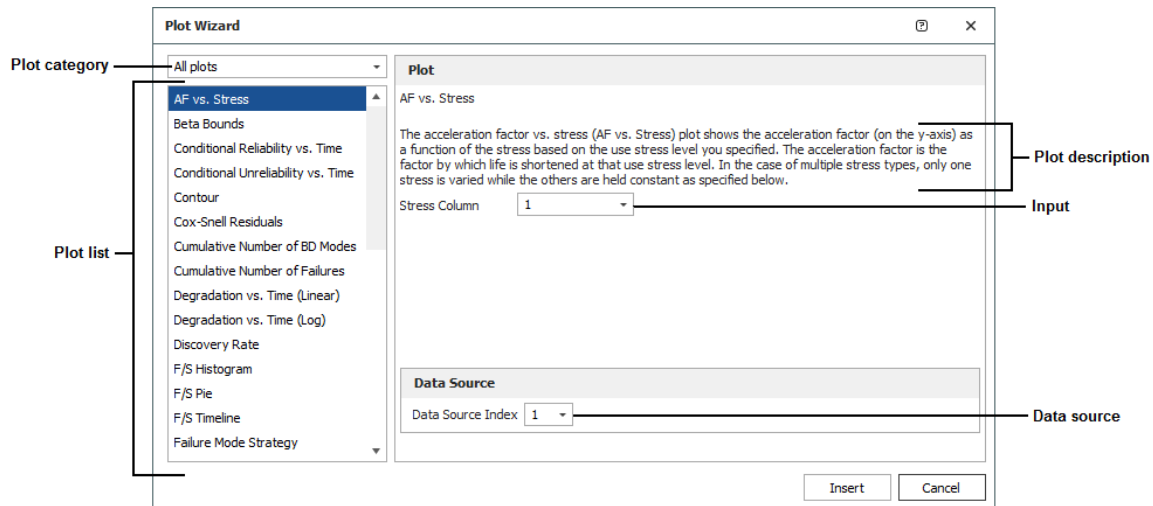 Plot Wizard
Plot category
All plots
Plot
AF vs. Stress
AF vs. Stress
Beta Bounds
The acceleration factor vs. stress (AF vs. Stress) plot shows the acceleration factor (on the y-axis) as
a function of the stress based on the use stress level you specified. The acceleration factor is the
factor by which life is shortened at that use stress level. In the case of multiple stress types, only one
stress is varied while the others are held constant as specified below.
Plot description
Conditional Reliability vs. Time
Conditional Unreliability vs. Time
Contour
Stress Column 1
Input
Cox-Snell Residuals
Plot list
Cumulative Number of BD Modes
Cumulative Number of Failures
Degradation vs. Time (Linear)
Degradation vs. Time (Log)
Discovery Rate
F/S Histogram
F/S Pie
F/S Timeline
Failure Mode Strategy
Data Source
Data Source Index 1
Data source
Insert
Cancel